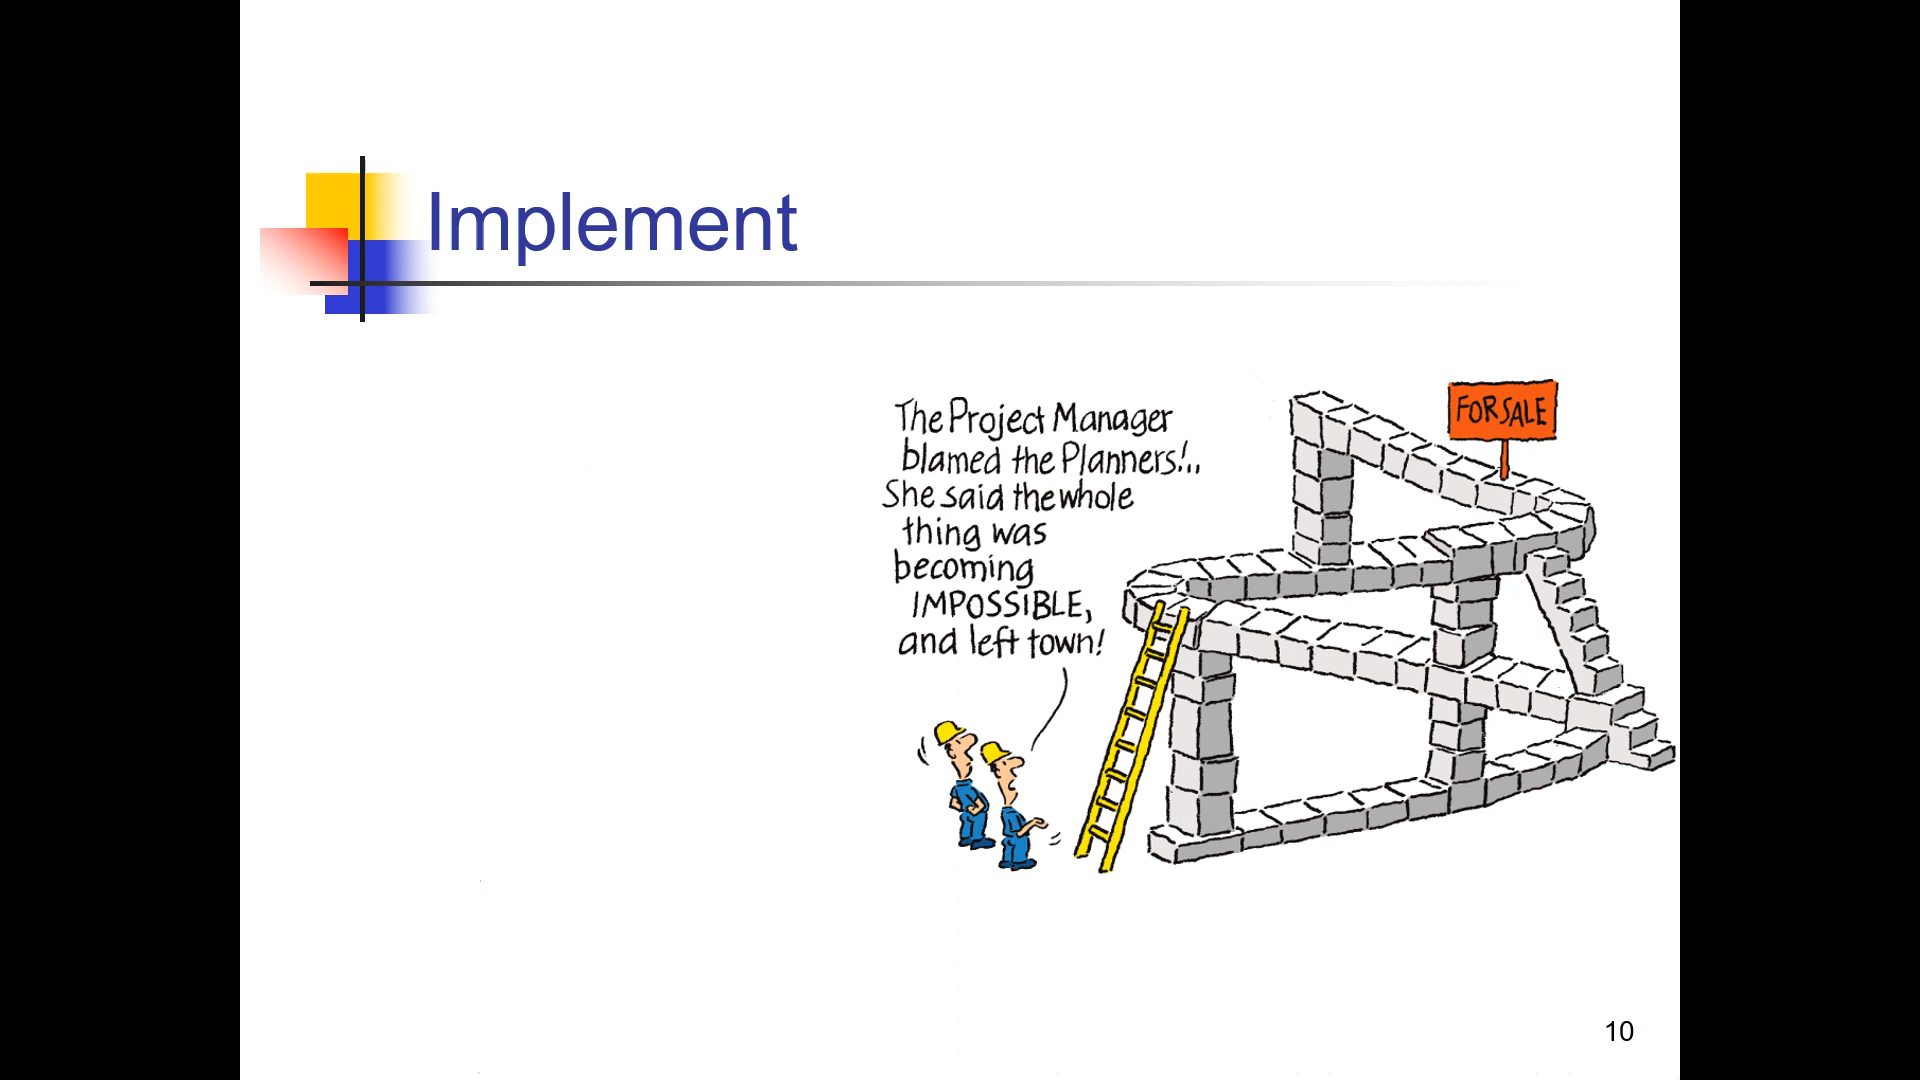 Implement
The Project Manager
blamed the Planners!..
She said the whole
thing was
becoming
IMPOSSIBLE,
and left town!
FOR SALE
10